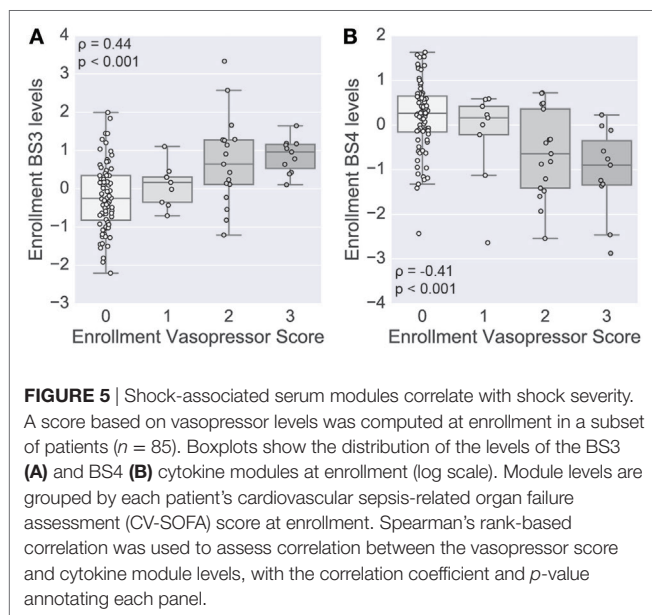 A
ρ = 0.44
p < 0.001
4
3
2
1
0
−1
−2
−3
Enrollment BS3 levels
0 1 2 3
Enrollment Vasopressor Score
B
2
1
0
−1
−2
−3
−4
Enrollment BS4 levels
ρ = -0.41
p < 0.001
0 1 2 3
Enrollment Vasopressor Score
FIGURE 5 | Shock-associated serum modules correlate with shock severity.
A score based on vasopressor levels was computed at enrollment in a subset
of patients (n = 85). Boxplots show the distribution of the levels of the BS3
(A) and BS4 (B) cytokine modules at enrollment (log scale). Module levels are
grouped by each patient's cardiovascular sepsis-related organ failure
assessment (CV-SOFA) score at enrollment. Spearman's rank-based
correlation was used to assess correlation between the vasopressor score
and cytokine module levels, with the correlation coefficient and p-value
annotating each panel.